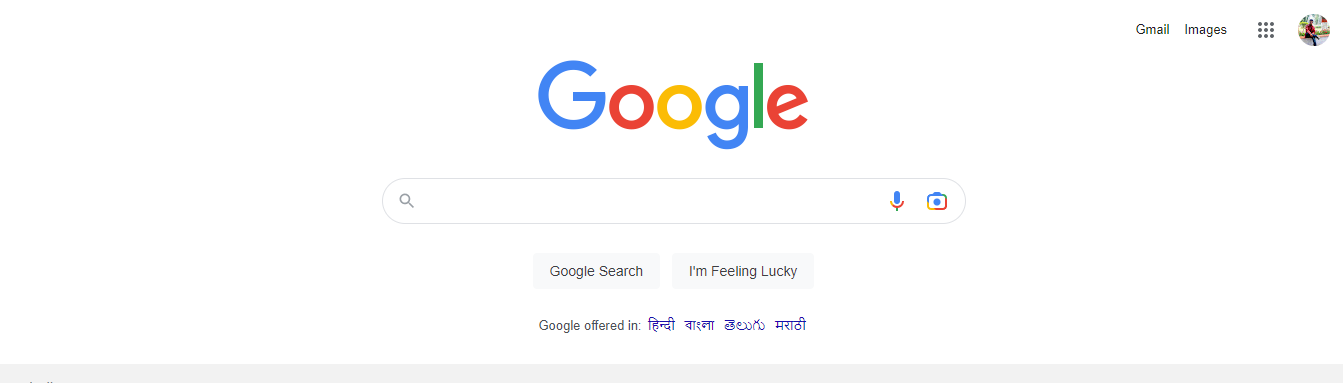 Gmail Images
Google
Google Search I'm Feeling Lucky
Google offered in: हिन्दी বাংলা తెలుగు मराठी